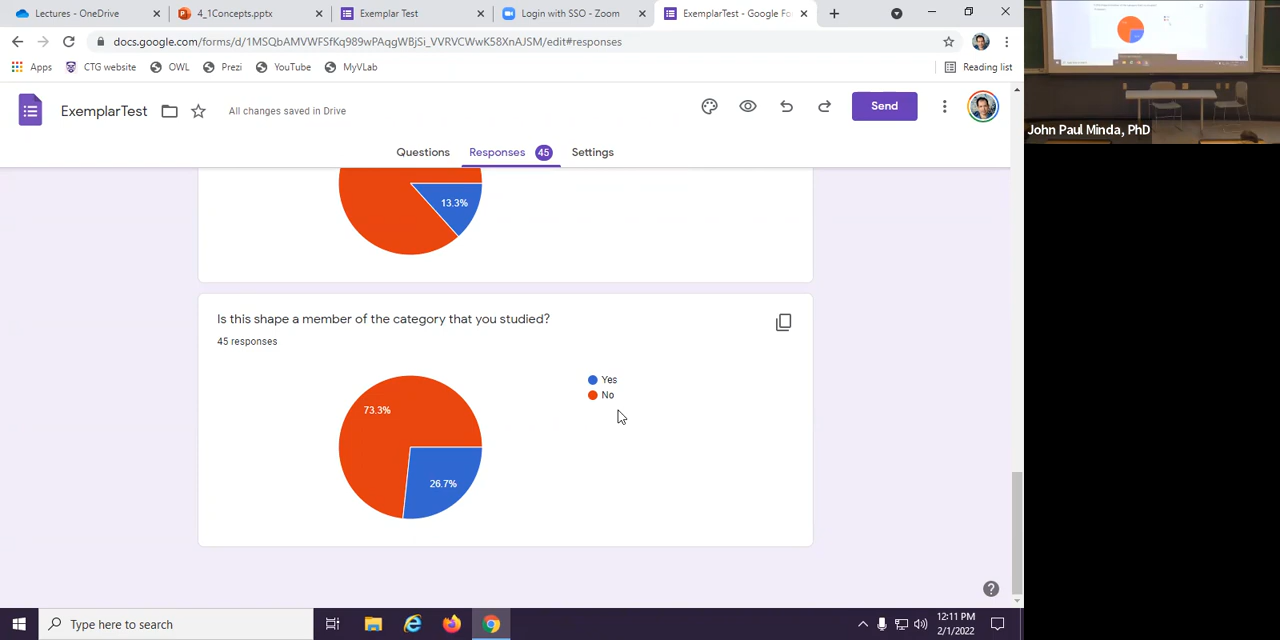 Lectures - OneDrive
4_1Concepts.pptx
Exemplar Test
Login with SSO - Zoom
ExemplarTest - Google Fo
docs.google.com/forms/d/1MSQbAMVWFSfKq989wPAqgWBjSi_VVRVCWwK58XnAJSM/edit#responses
Apps
CTG website
OWL
Prezi
YouTube
MyVLab
Reading list
ExemplarTest
All changes saved in Drive
Send
Questions
Responses 45
Settings
13.3%
Is this shape a member of the category that you studied?
45 responses
Yes
No
73.3%
26.7%
Type here to search
12:11 PM
2/1/2022
John Paul Minda, PhD